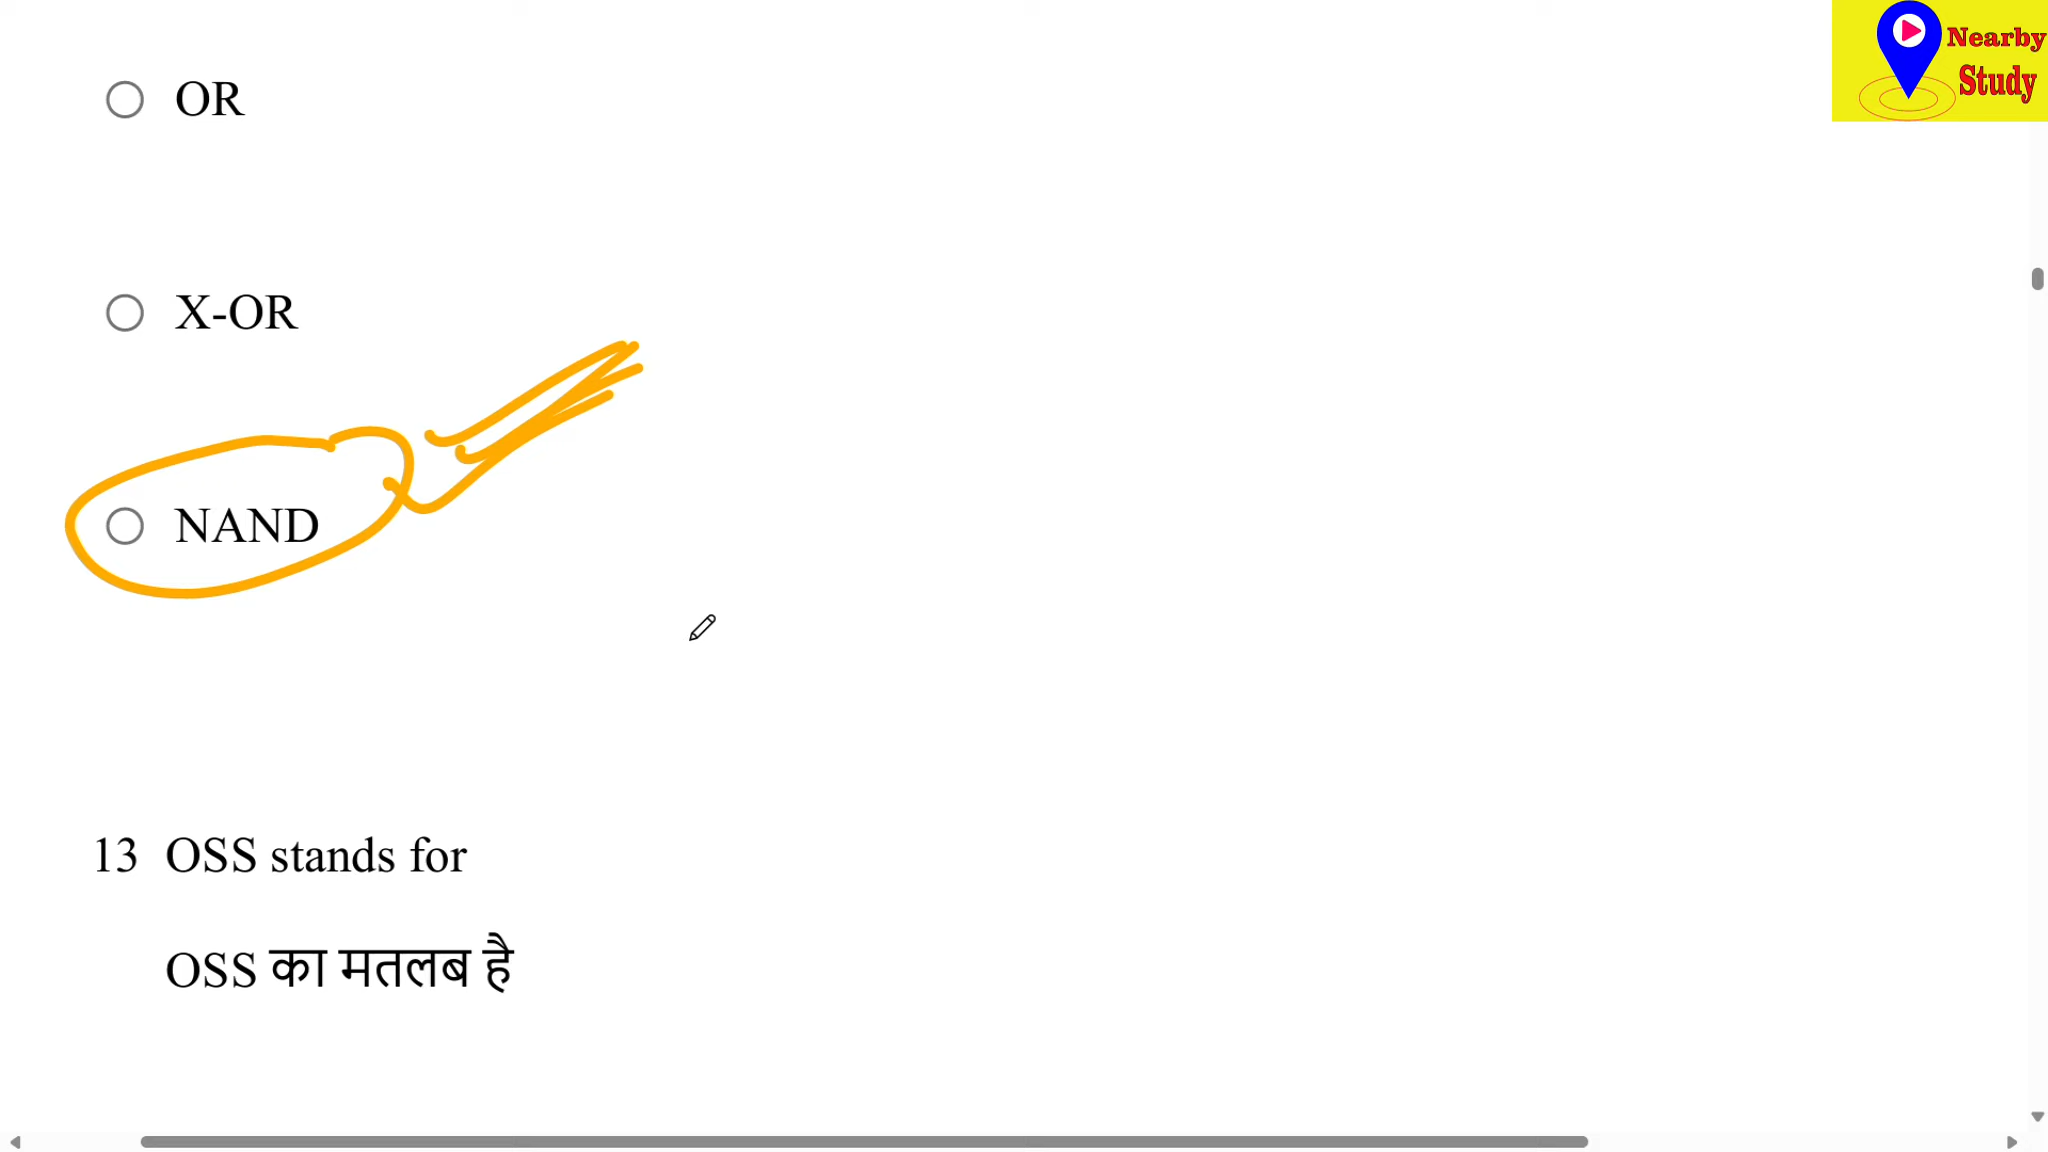 Nearby
Study
OR
X-OR
NAND
13 OSS stands for
OSS का मतलब है